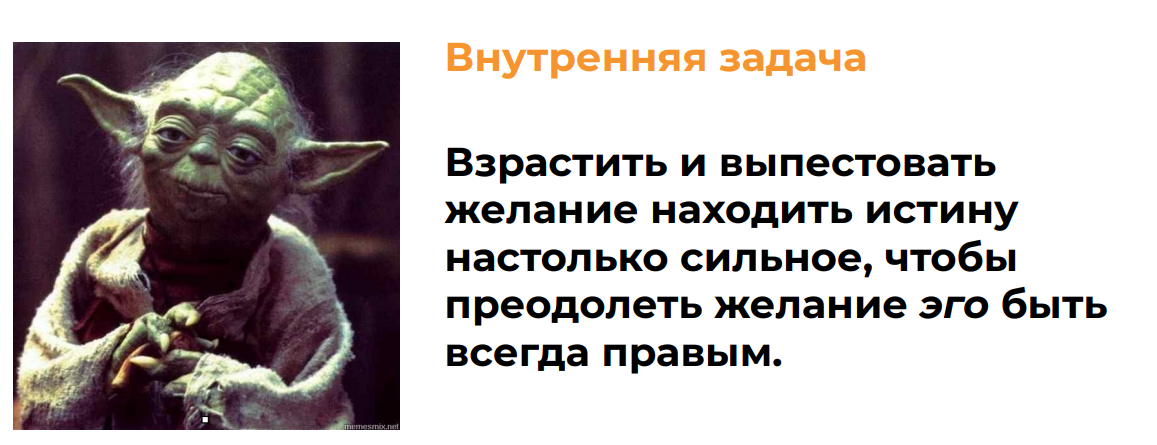 Внутренняя задача
Взрастить и выпестовать
желание находить истину
настолько сильное, чтобы
преодолеть желание эго быть
всегда правым.
memesmix.net